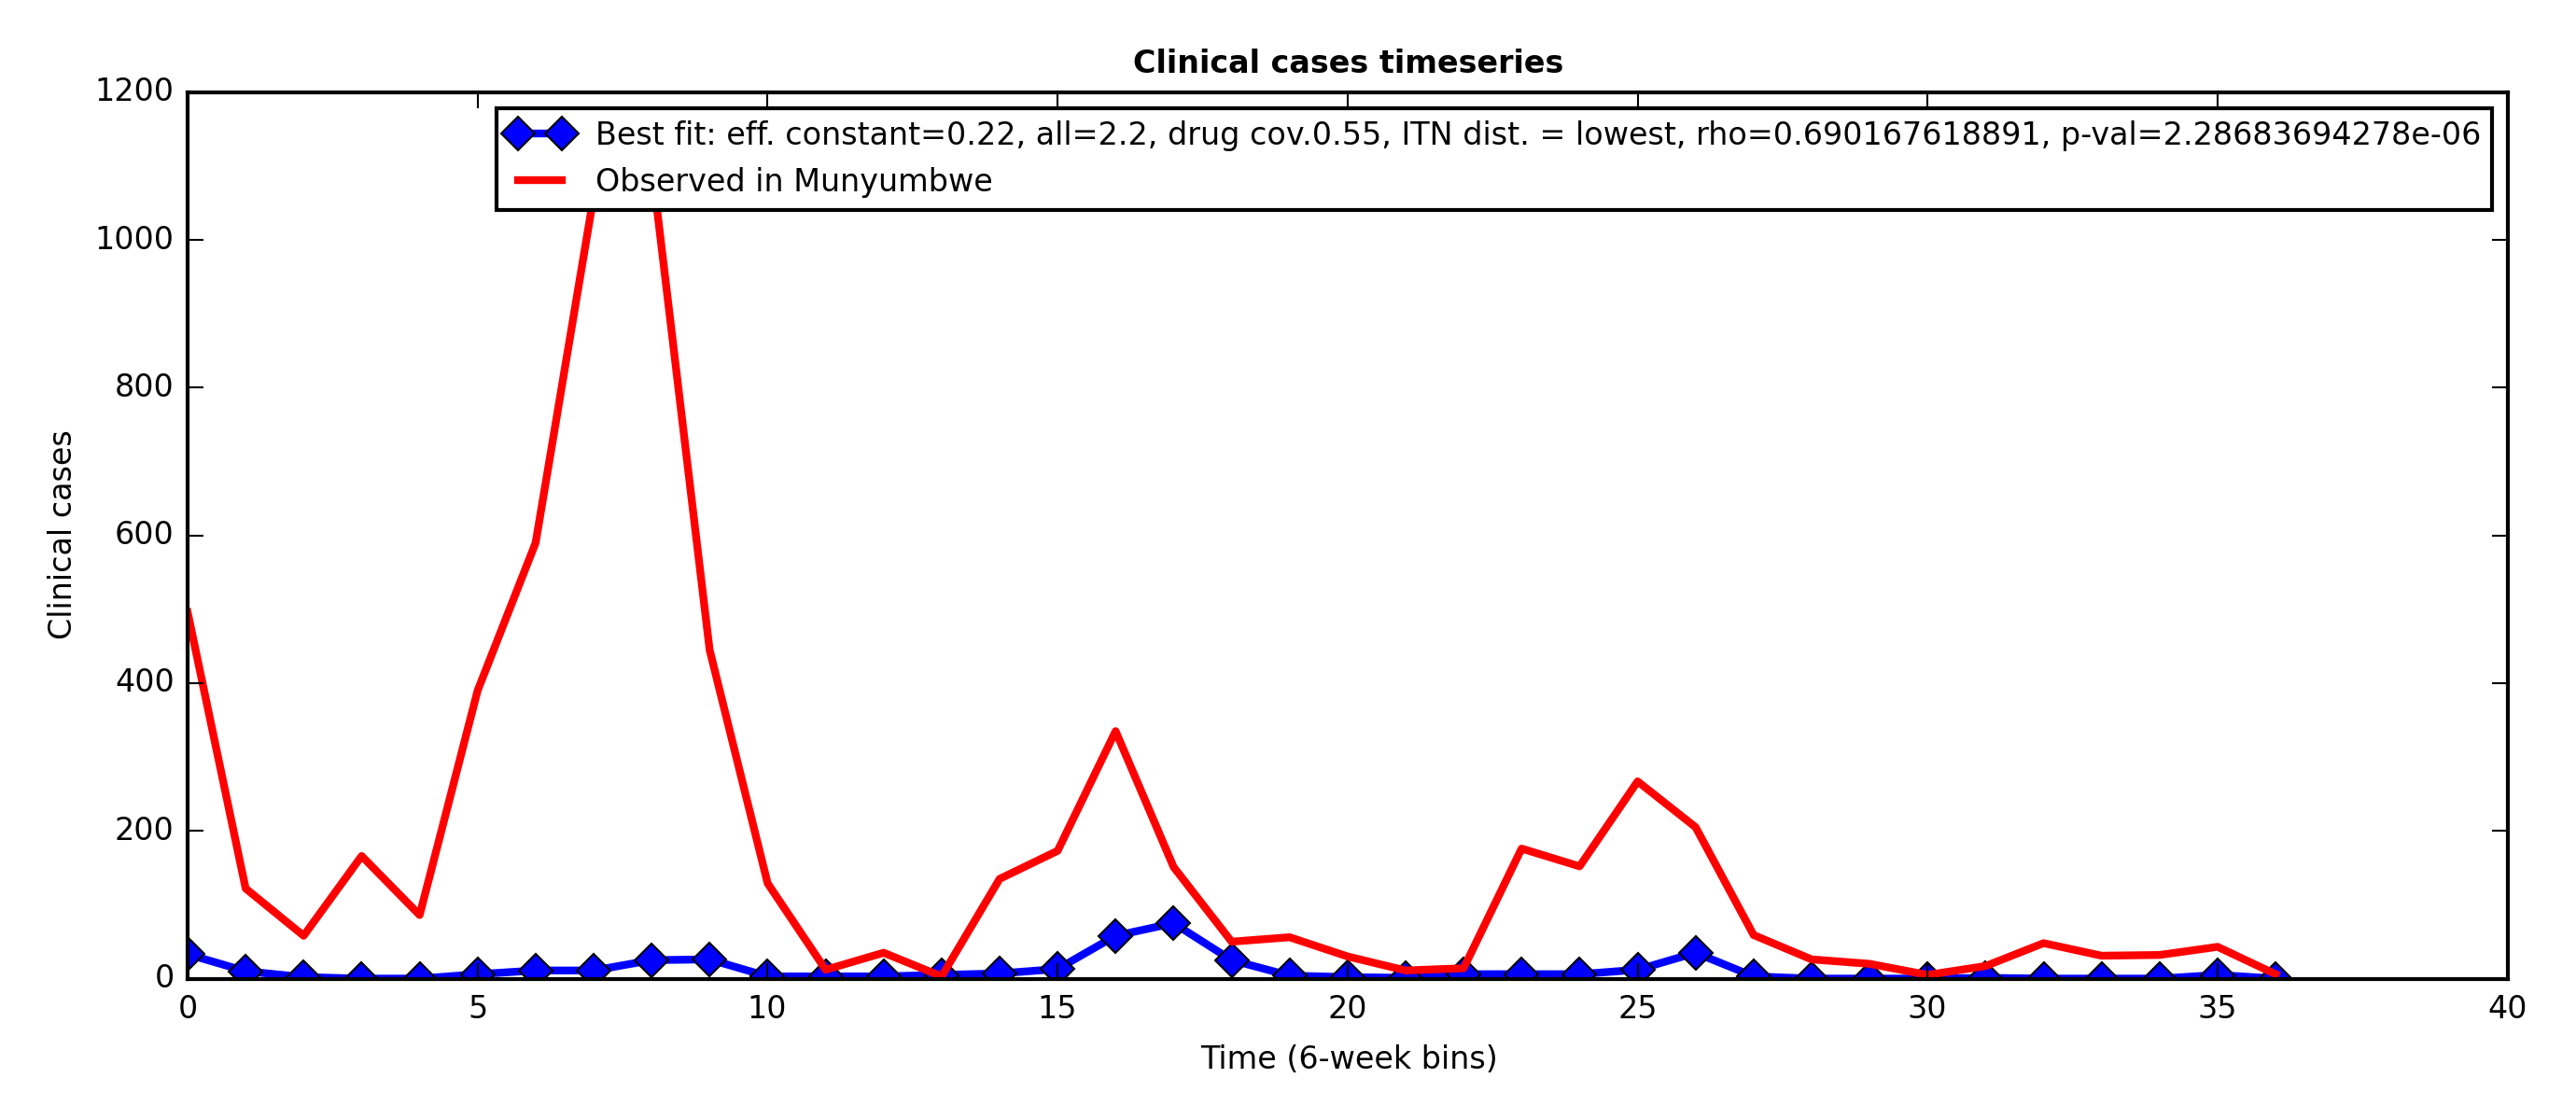 Clinical cases timeseries
1200
1000
800
600
400
200
0
Clinical cases
Best fit: eff. constant=0.22, all=2.2, drug cov.0.55, ITN dist. = lowest, rho=0.690167618891, p-val=2.28683694278e-06
Observed in Munyumbwe
0 5 10 15 20 25 30 35 40
Time (6-week bins)